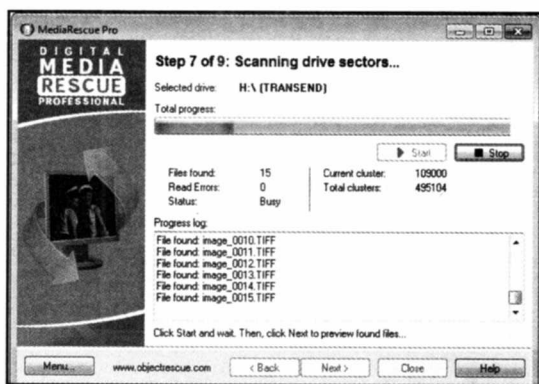 MediaRescue Pro
DIGITAL
MEDIA
RESCUE
PROFESSIONAL
Step 7 of 9: Scanning drive sectors...
Selected drive: H:\ (TRANSEND)
Total progress:
Start Stop
Files found: 15 Current cluster: 109000
Read Errors: 0 Total clusters: 495104
Status: Busy
Progress log:
File found: image_0010.TIFF
File found: image_0011.TIFF
File found: image_0012.TIFF
File found: image_0013.TIFF
File found: image_0014.TIFF
File found: image_0015.TIFF
Click Start and wait. Then, click Next to preview found files...
Menu... www.objectrescue.com < Back Next > Close Help